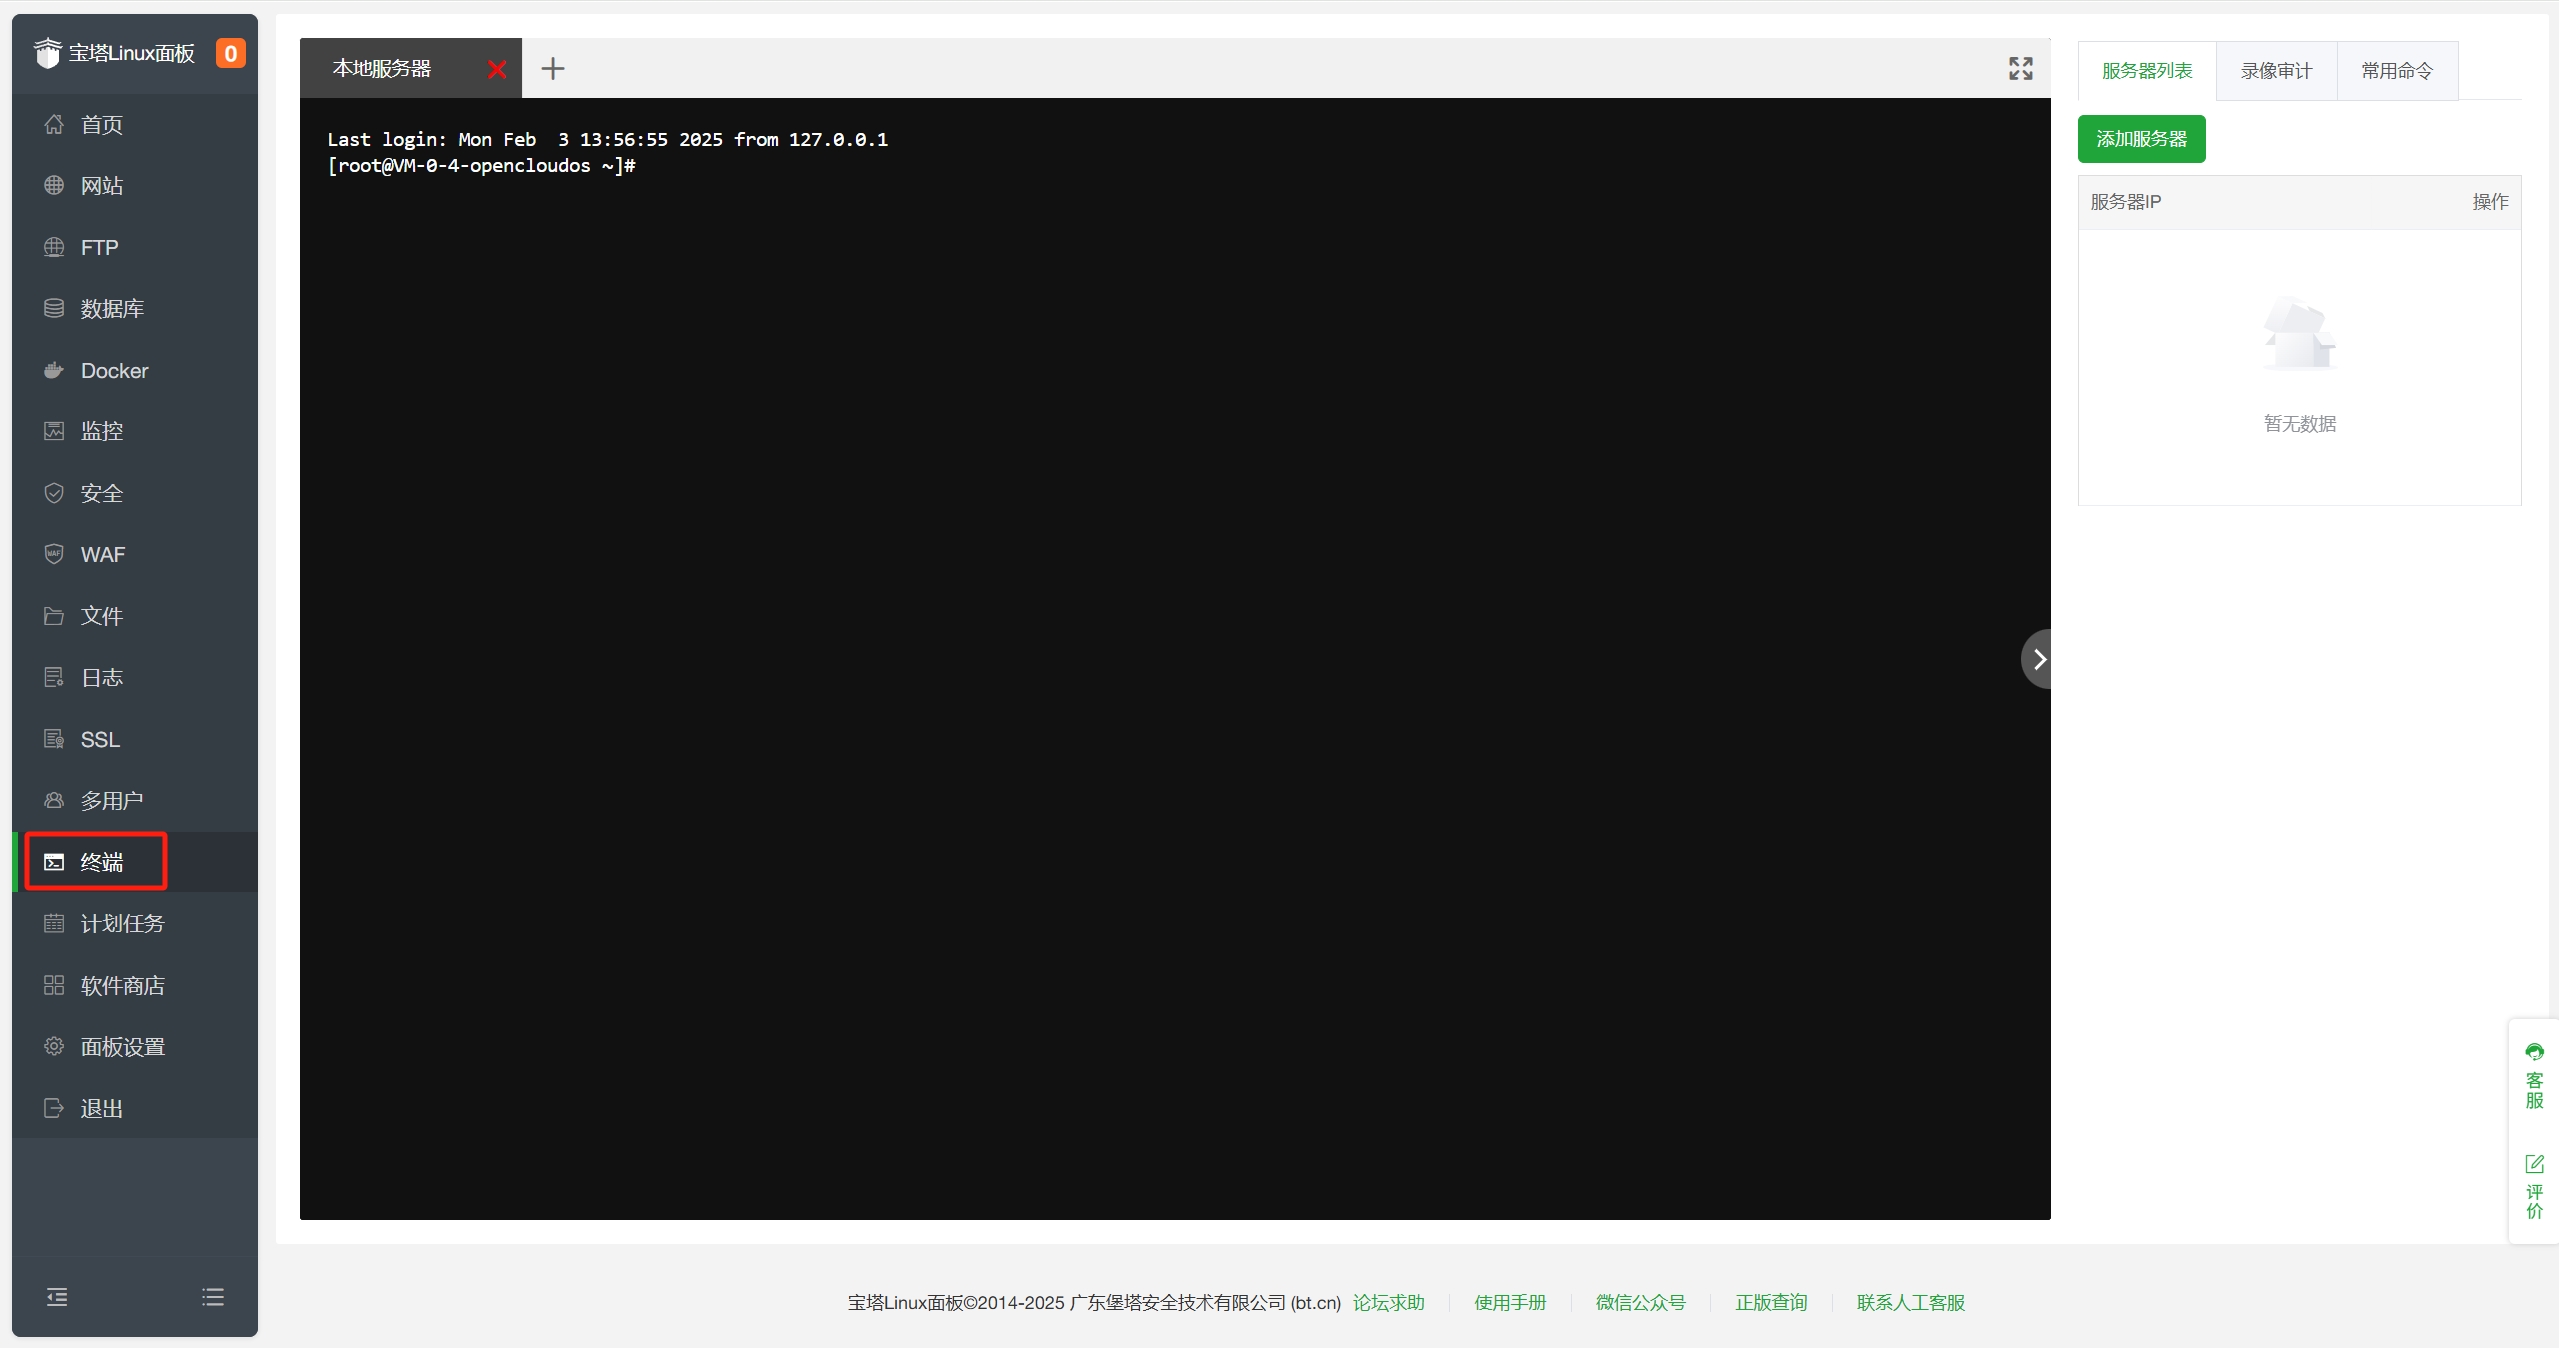 宝塔Linux面板 0
首页
网站
FTP
数据库
Docker
监控
安全
WAF
文件
日志
SSL
多用户
终端
计划任务
软件商店
面板设置
退出
本地服务器
Last login: Mon Feb  3 13:56:55 2025 from 127.0.0.1
[root@VM-0-4-opencloudos ~]#
服务器列表 录像审计 常用命令
添加服务器
服务器IP 操作
暂无数据
客服
评价
宝塔Linux面板©2014-2025 广东堡塔安全技术有限公司 (bt.cn) 论坛求助 使用手册 微信公众号 正版查询 联系人工客服